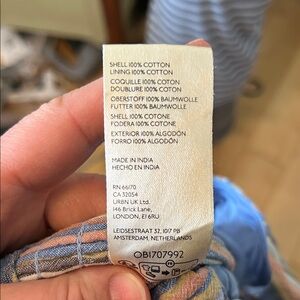 SHELL 100% COTTON
LINING 100% COTTON
COQUILLE 100% COTON
DOUBLURE 100% COTON
OBERSTOFF 100% BAUMWOLLE
FUTTER 100% BAUMWOLLE
SHELL 100% COTONE
FODERA 100% COTONE
EXTERIOR 100% ALGODÓN
FORRO 100% ALGODÓN
MADE IN INDIA
HECHO EN INDIA
RN 66170
CA 32054
URBN UK Ltd.
146 Brick Lane,
LONDON, E1 6RU
LEIDSESTRAAT 32, 1017 PB
AMSTERDAM, NETHERLANDS
OB1707992